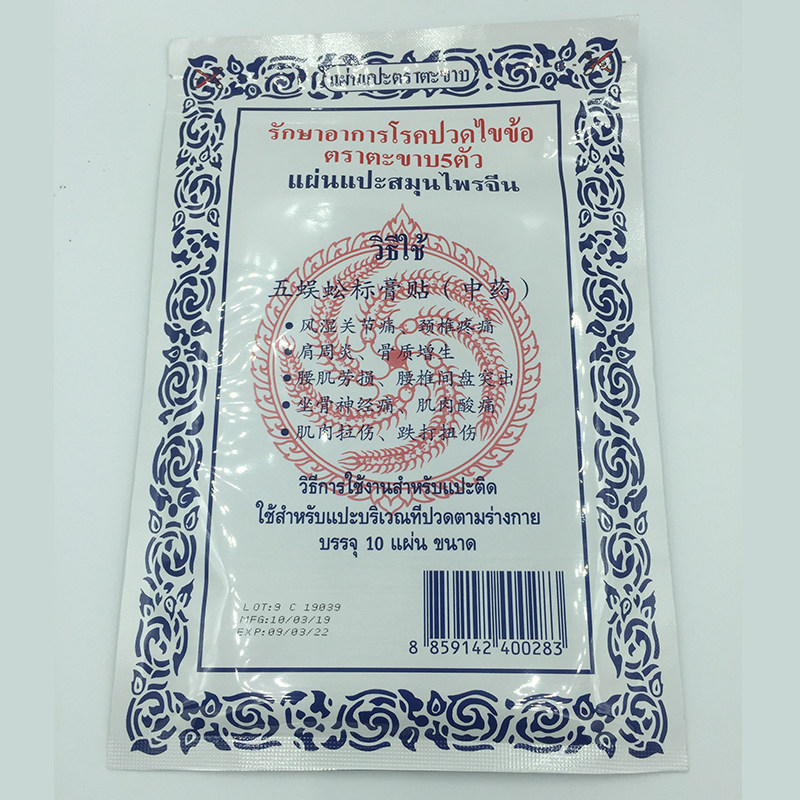 แผ่นแปะตราตะขาบ
รักษาอาการโรคปวดไขข้อ
ตราตะขาบ5ตัว
แผ่นแปะสมุนไพรจีน
วิธีใช้
五蜈蚣标膏贴（中药）
• 风湿关节痛、颈椎疼痛
• 肩周炎、骨质增生
• 腰肌劳损、腰椎间盘突出
• 坐骨神经痛、肌肉酸痛
• 肌肉拉伤、跌打扭伤
วิธีการใช้งานสำหรับแปะติด
ใช้สำหรับแปะบริเวณที่ปวดตามร่างกาย
บรรจุ 10 แผ่น ขนาด
LOT:9 C 19039
MFG:10/03/19
EXP:09/03/22
8 859142 400283